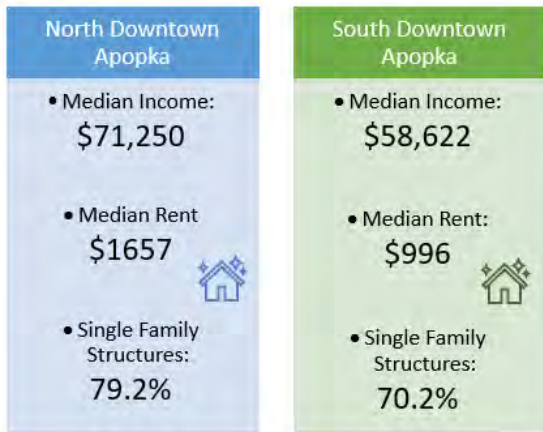 North Downtown
Apopka
• Median Income:
$71,250
• Median Rent
$1657
• Single Family
Structures:
79.2%
South Downtown
Apopka
• Median Income:
$58,622
• Median Rent:
$996
• Single Family
Structures:
70.2%